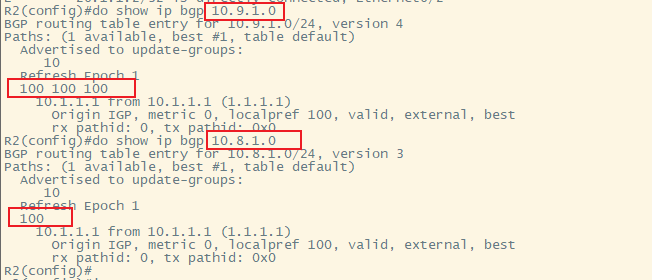 R2(config)#do show ip bgp 10.9.1.0
BGP routing table entry for 10.9.1.0/24, version 4
Paths: (1 available, best #1, table default)
Advertised to update-groups:
10
Refresh Epoch 1
100 100 100
10.1.1.1 from 10.1.1.1 (1.1.1.1)
Origin IGP, metric 0, localpref 100, valid, external, best
rx pathid: 0, tx pathid: 0x0
R2(config)#do show ip bgp 10.8.1.0
BGP routing table entry for 10.8.1.0/24, version 3
Paths: (1 available, best #1, table default)
Advertised to update-groups:
10
Refresh Epoch 1
100
10.1.1.1 from 10.1.1.1 (1.1.1.1)
Origin IGP, metric 0, localpref 100, valid, external, best
rx pathid: 0, tx pathid: 0x0
R2(config)#